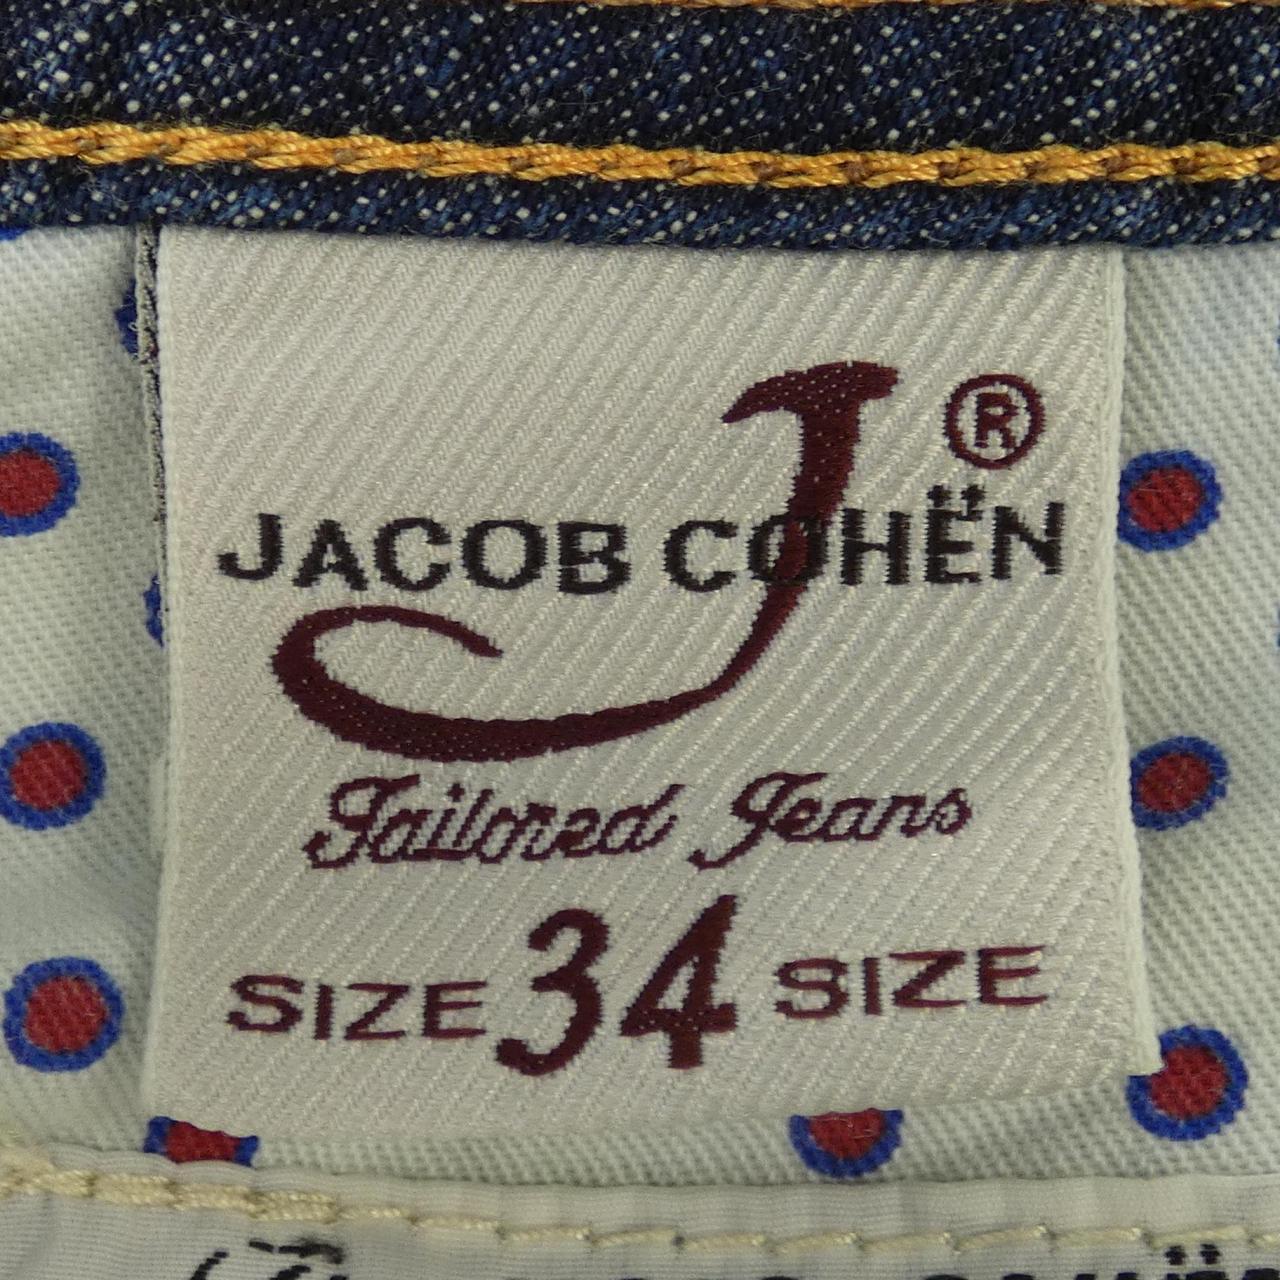 J®
JACOB COHËN
Tailored Jeans
SIZE 34 SIZE